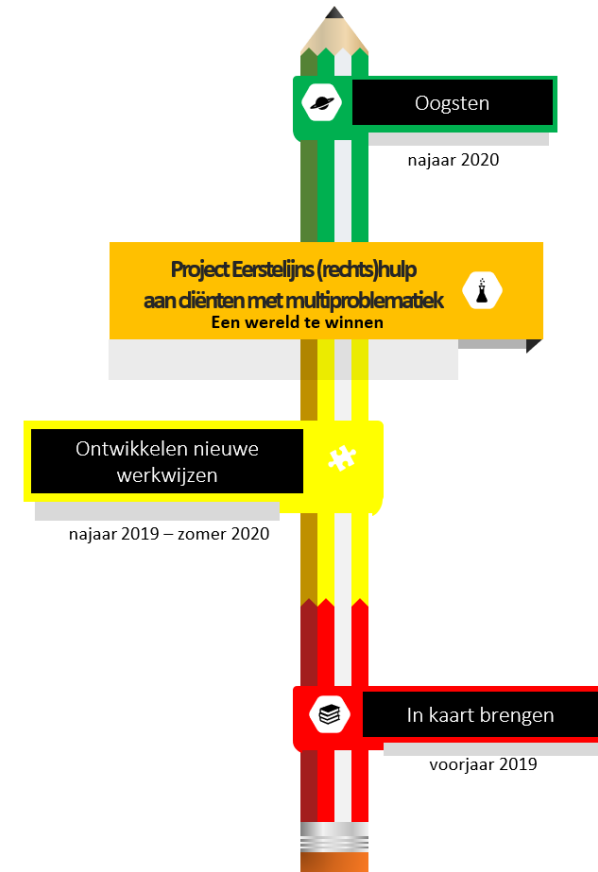 Oogsten
najaar 2020
Project Eerstelijns (rechts)hulp
aan cliënten met multiproblematiek
Een wereld te winnen
Ontwikkelen nieuwe
werkwijzen
najaar 2019 – zomer 2020
In kaart brengen
voorjaar 2019